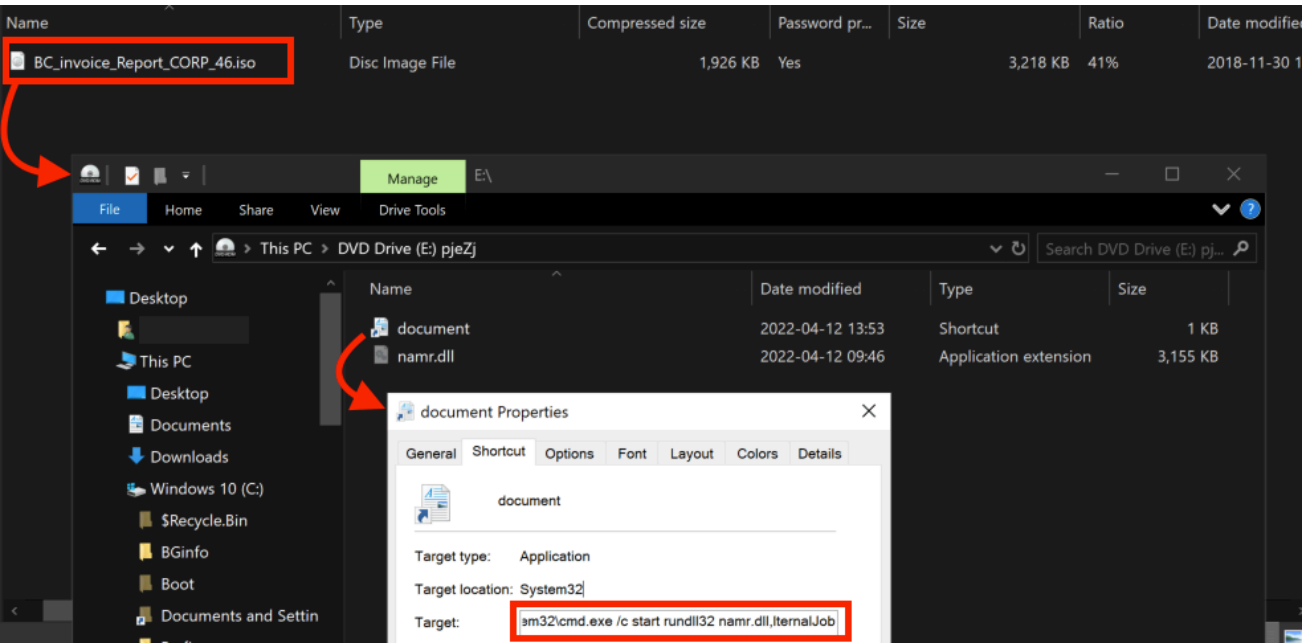 Name Type Compressed size Password pr... Size Ratio Date modified
BC_invoice_Report_CORP_46.iso Disc Image File 1,926 KB Yes 3,218 KB 41% 2018-11-30 1
Manage E:\
File Home Share View Drive Tools
This PC > DVD Drive (E:) pjeZj Search DVD Drive (E:) pj...
Desktop
This PC
Desktop
Documents
Downloads
Windows 10 (C:)
$Recycle.Bin
BGinfo
Boot
Documents and Settin
Name Date modified Type Size
document 2022-04-12 13:53 Shortcut 1 KB
namr.dll 2022-04-12 09:46 Application extension 3,155 KB
document Properties
General Shortcut Options Font Layout Colors Details
document
Target type: Application
Target location: System32
Target: em32\cmd.exe /c start rundll32 namr.dll,IternalJob